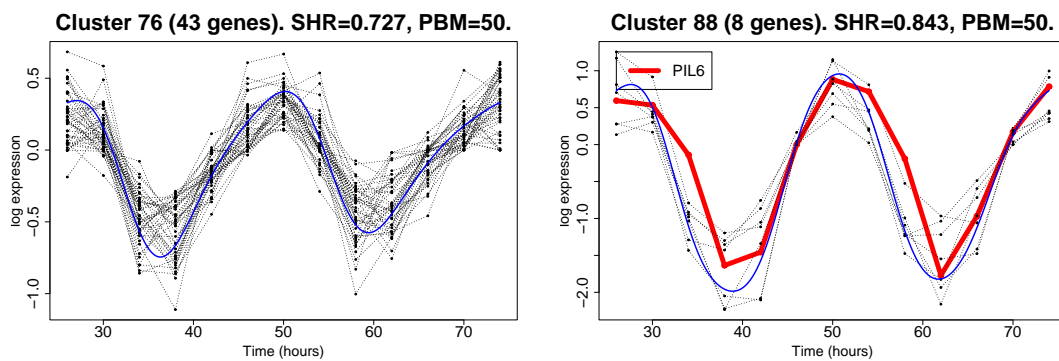 Cluster 76 (43 genes). SHR=0.727, PBM=50.
log expression
0.5
0.0
−0.5
−1.0
30 40 50 60 70
Time (hours)
Cluster 88 (8 genes). SHR=0.843, PBM=50.
PIL6
log expression
1.0
0.0
−1.0
−2.0
30 40 50 60 70
Time (hours)